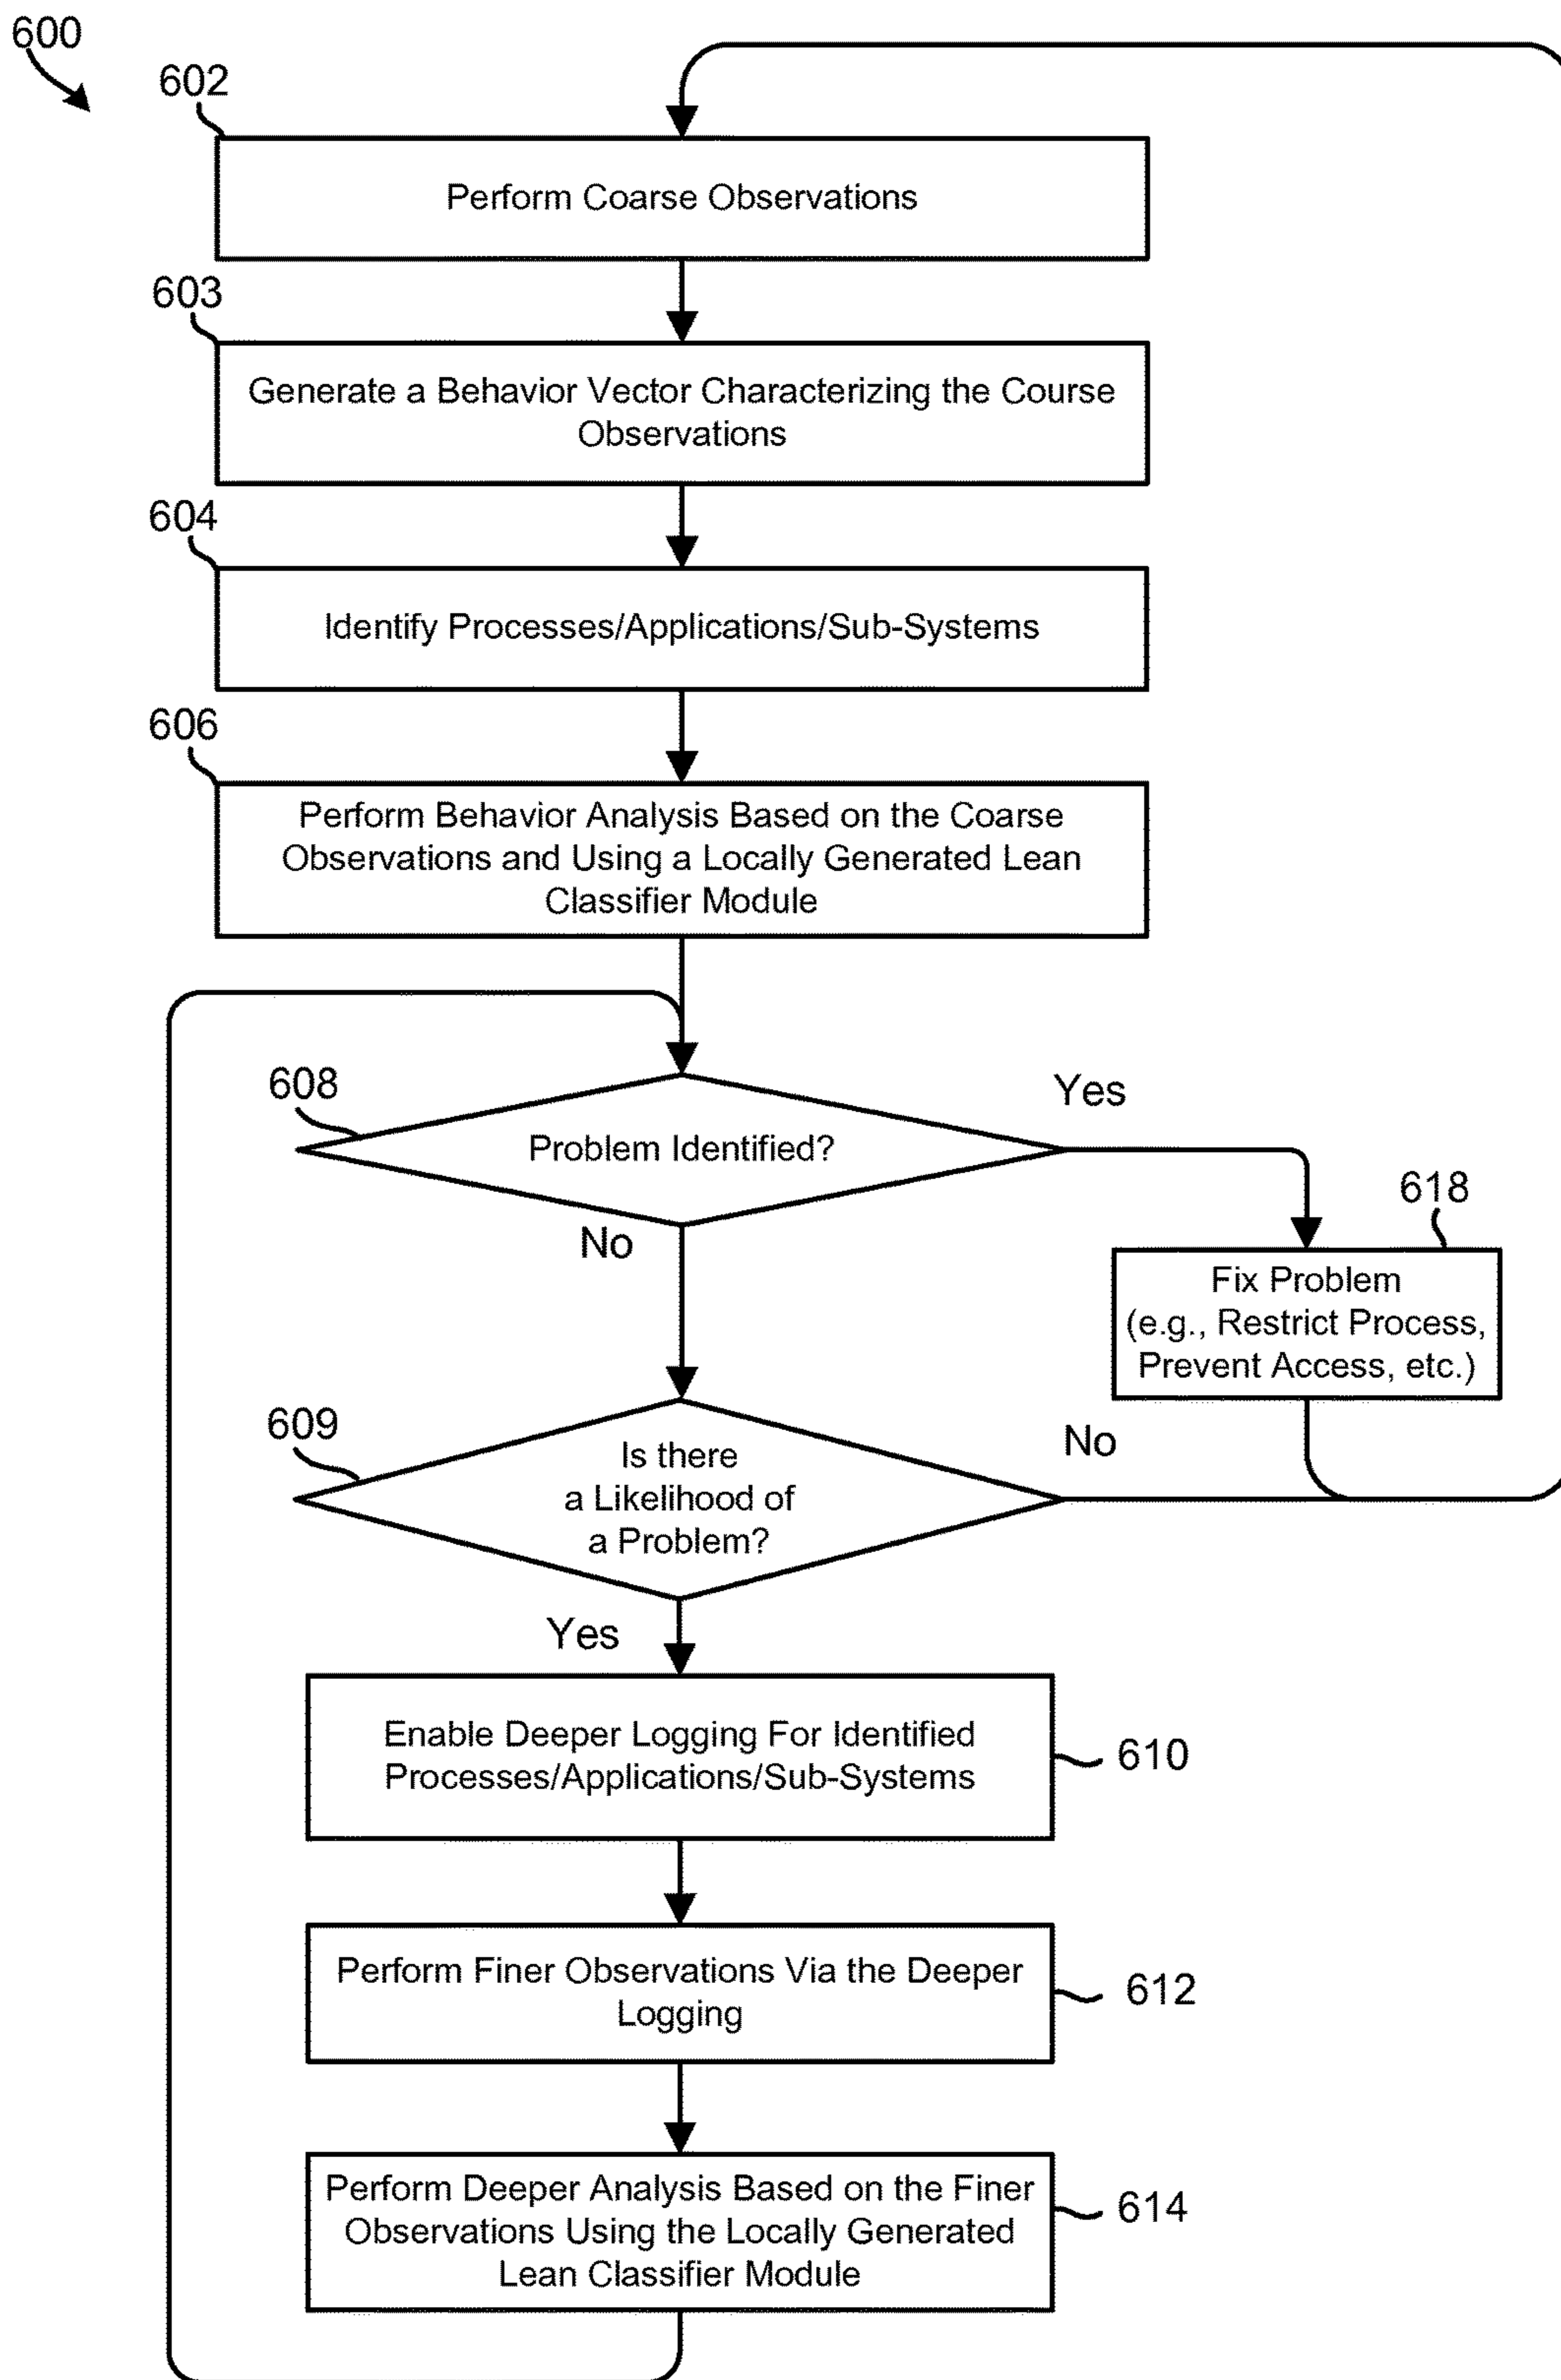 600
602
Perform Coarse Observations
603
Generate a Behavior Vector Characterizing the Course
Observations
604
Identify Processes/Applications/Sub-Systems
606
Perform Behavior Analysis Based on the Coarse
Observations and Using a Locally Generated Lean
Classifier Module
608
Problem Identified?
Yes
No
618
Fix Problem
(e.g., Restrict Process,
Prevent Access, etc.)
609
Is there
a Likelihood of
a Problem?
No
Yes
Enable Deeper Logging For Identified
Processes/Applications/Sub-Systems
610
Perform Finer Observations Via the Deeper
Logging
612
Perform Deeper Analysis Based on the Finer
Observations Using the Locally Generated
Lean Classifier Module
614